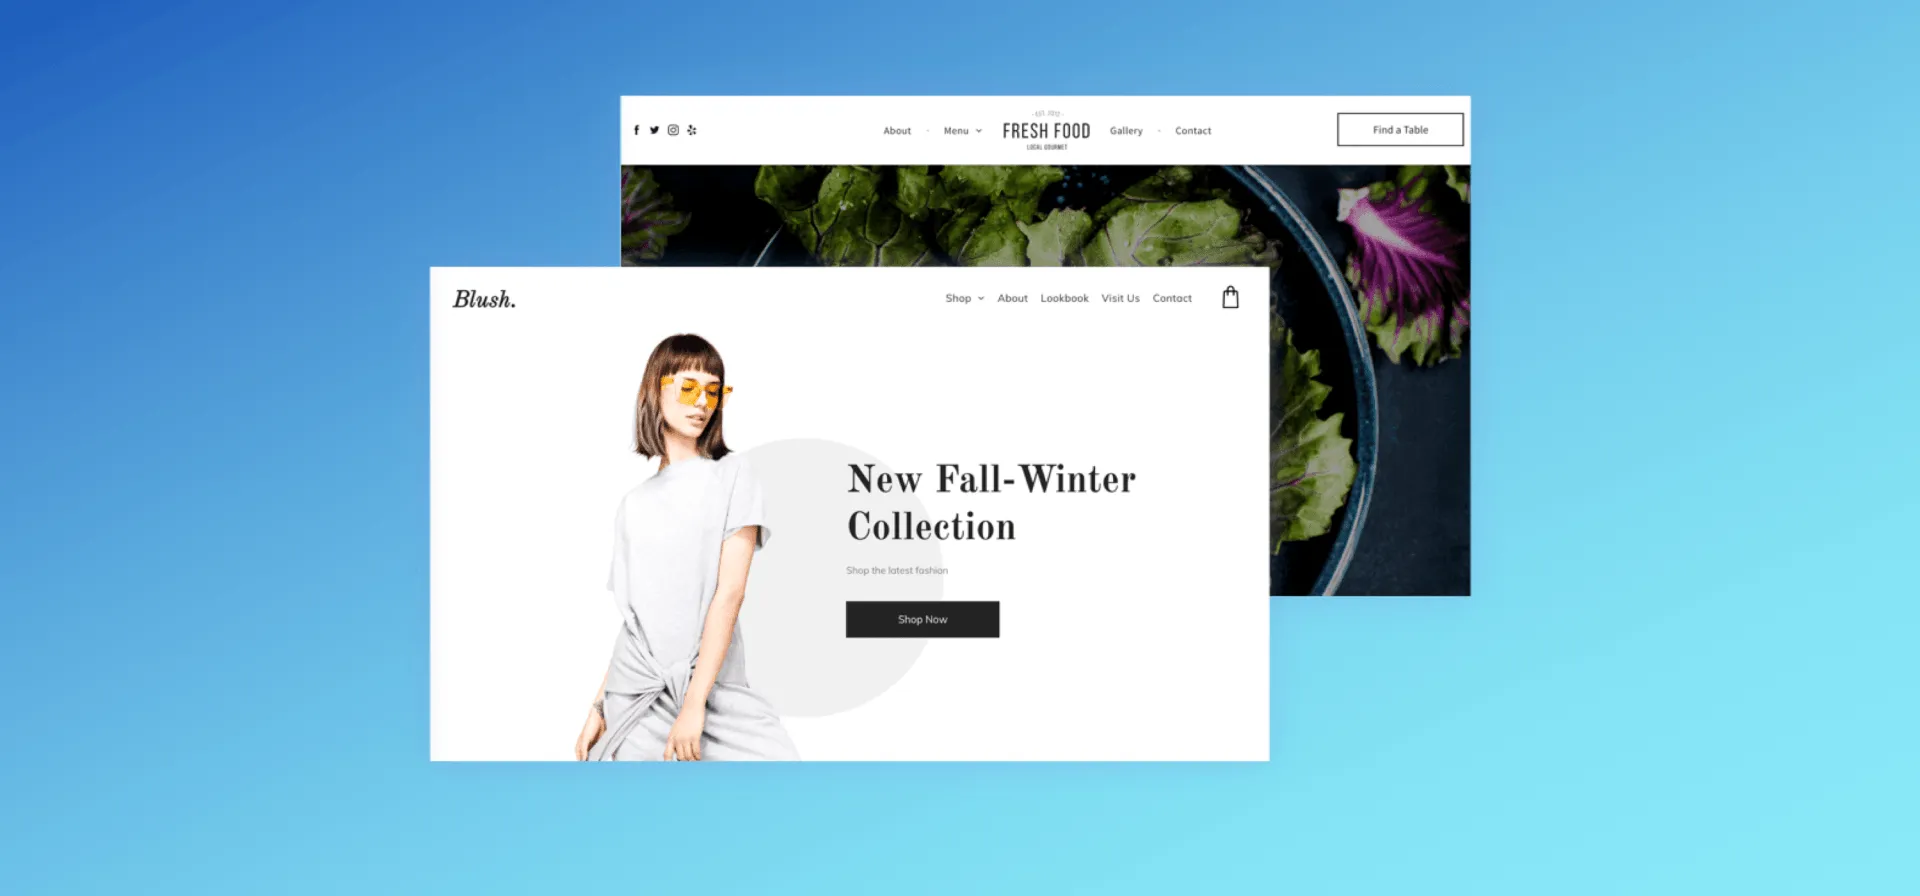 EST. 2012
About · Menu FRESH FOOD Gallery · Contact
Find a Table
LOCAL GOURMET
Blush.
Shop About Lookbook Visit Us Contact
New Fall-Winter
Collection
Shop the latest fashion
Shop Now